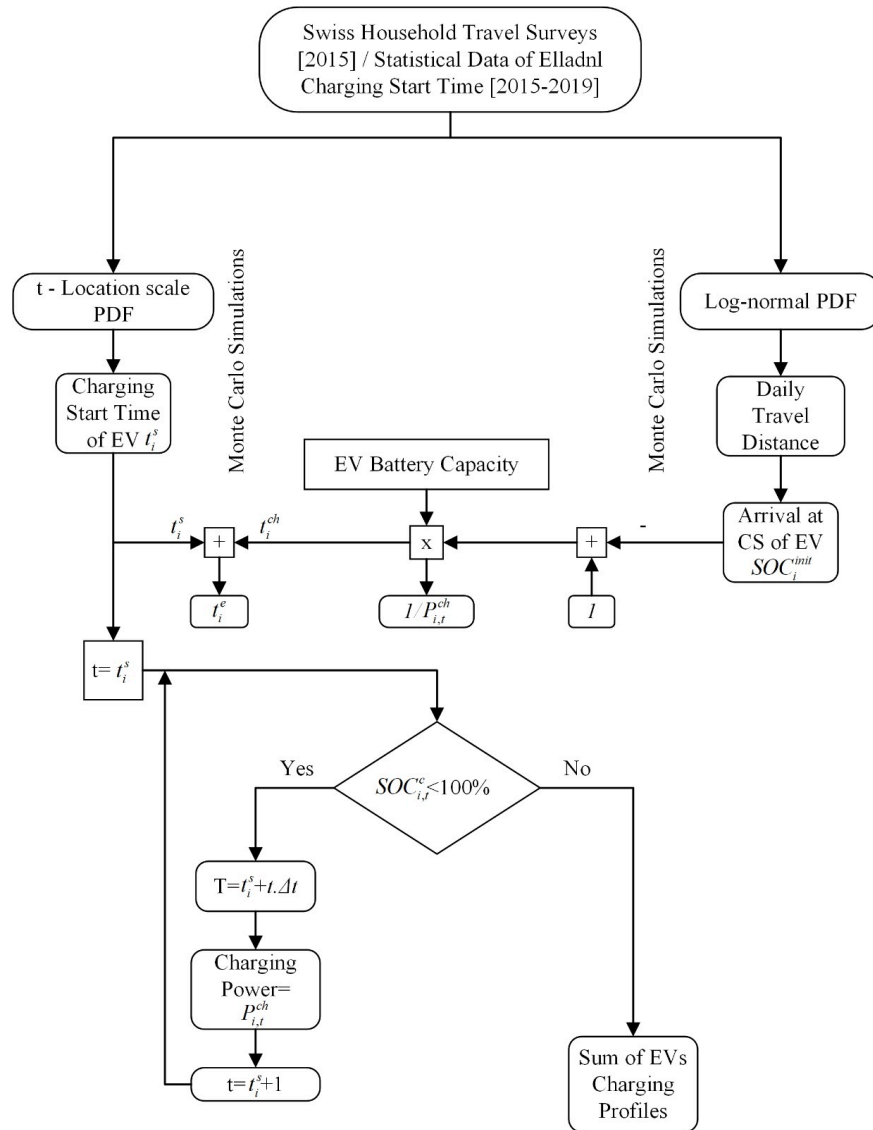 Swiss Household Travel Surveys
[2015] / Statistical Data of Elladnl
Charging Start Time [2015-2019]
t - Location scale
PDF
Monte Carlo Simulations
Monte Carlo Simulations
Log-normal PDF
Charging
Start Time
of EV t_i^s
Daily
Travel
Distance
EV Battery Capacity
Arrival at
CS of EV
SOC_i^{init}
t_i^s
+
t_i^{ch}
x
+
-
t_i^e
1/P_{i,t}^{ch}
1
t= t_i^s
Yes
SOC_{i,t}^c<100%
No
T=t_i^s+t.Δt
Charging
Power=
P_{i,t}^{ch}
t=t_i^s+1
Sum of EVs
Charging
Profiles